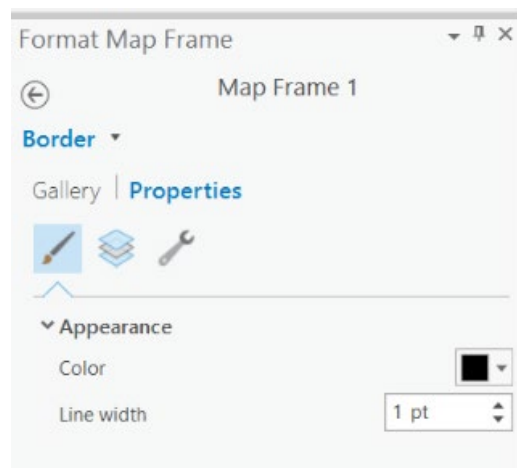 Format Map Frame
Map Frame 1
Border
Gallery | Properties
Appearance
Color
Line width 1 pt